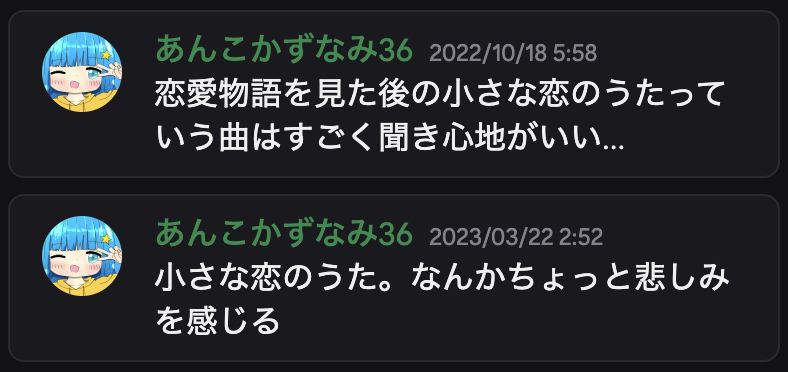 あんこかずなみ36 2022/10/18 5:58
恋愛物語を見た後の小さな恋のうたって
いう曲はすごく聞き心地がいい...
あんこかずなみ36 2023/03/22 2:52
小さな恋のうた。なんかちょっと悲しみ
を感じる